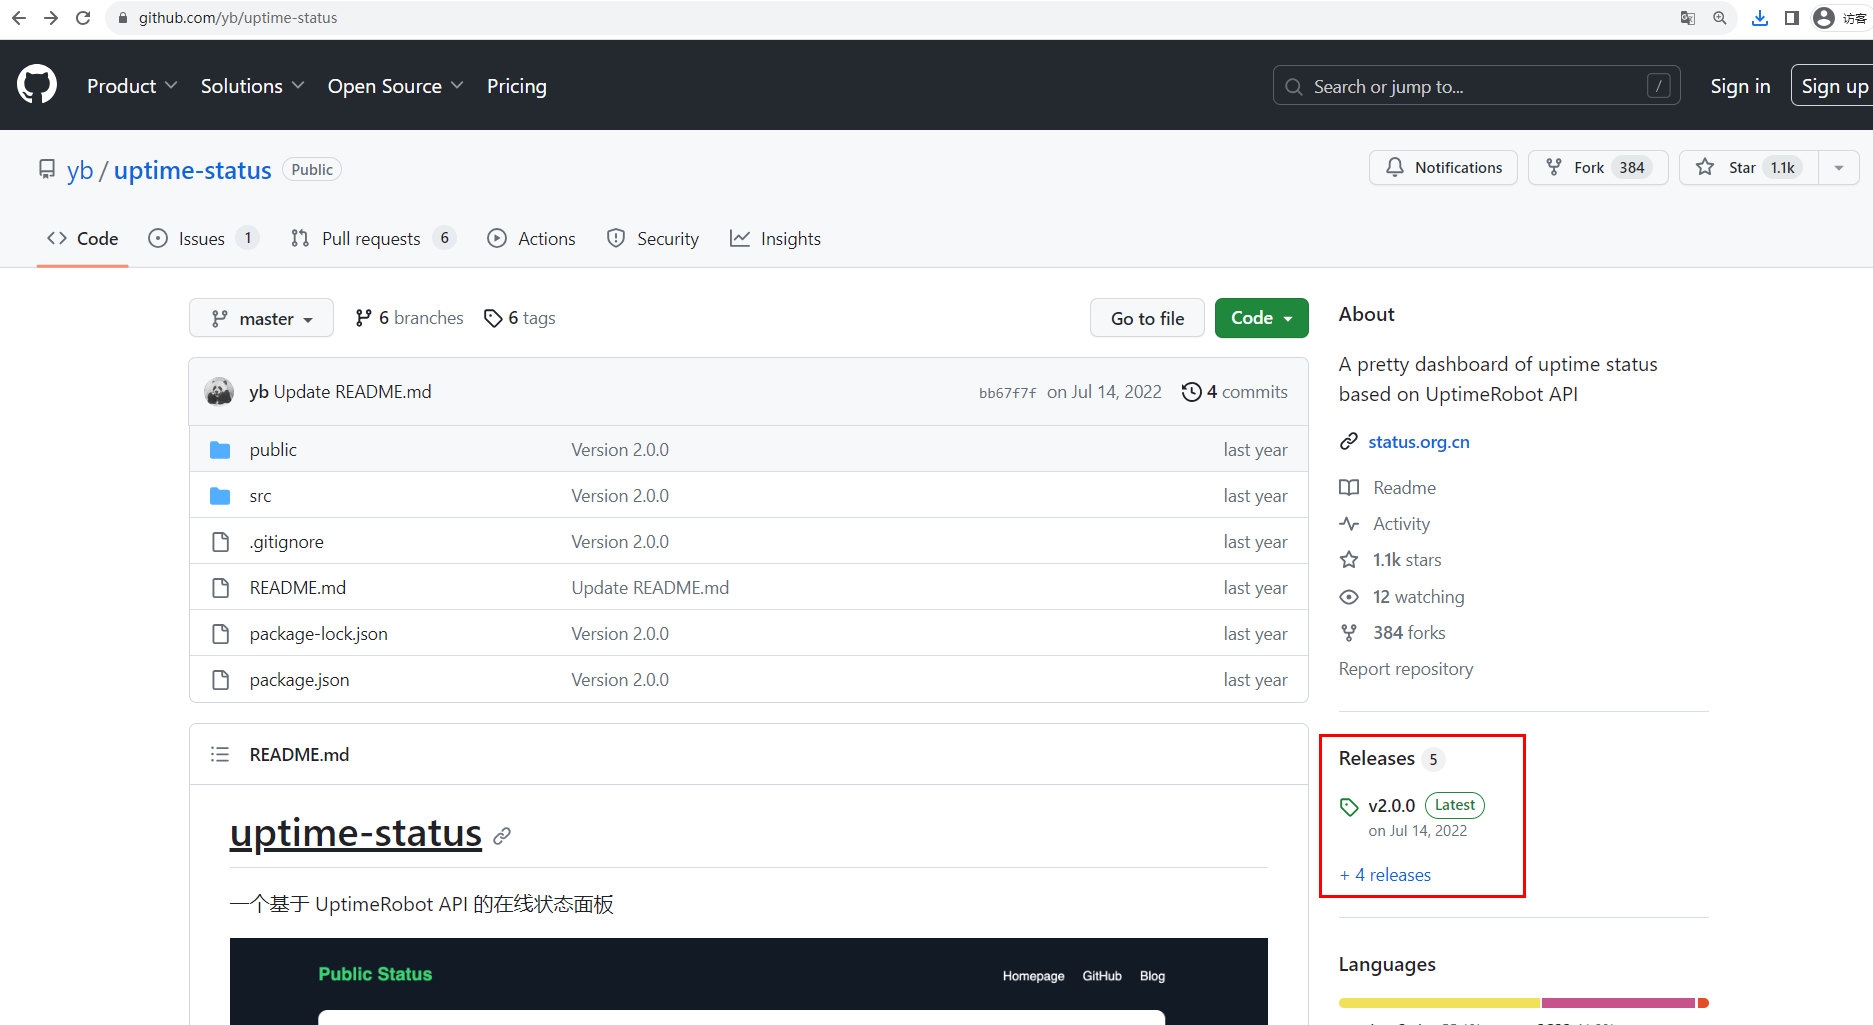 github.com/yb/uptime-status
访客
Product Solutions Open Source Pricing Search or jump to... / Sign in Sign up
yb / uptime-status Public Notifications Fork 384 Star 1.1k
Code Issues 1 Pull requests 6 Actions Security Insights
master 6 branches 6 tags Go to file Code
yb Update README.md bb67f7f on Jul 14, 2022 4 commits
public Version 2.0.0 last year
src Version 2.0.0 last year
.gitignore Version 2.0.0 last year
README.md Update README.md last year
package-lock.json Version 2.0.0 last year
package.json Version 2.0.0 last year
README.md
uptime-status
一个基于 UptimeRobot API 的在线状态面板
Public Status Homepage GitHub Blog
About
A pretty dashboard of uptime status
based on UptimeRobot API
status.org.cn
Readme
Activity
1.1k stars
12 watching
384 forks
Report repository
Releases 5
v2.0.0 Latest
on Jul 14, 2022
+ 4 releases
Languages